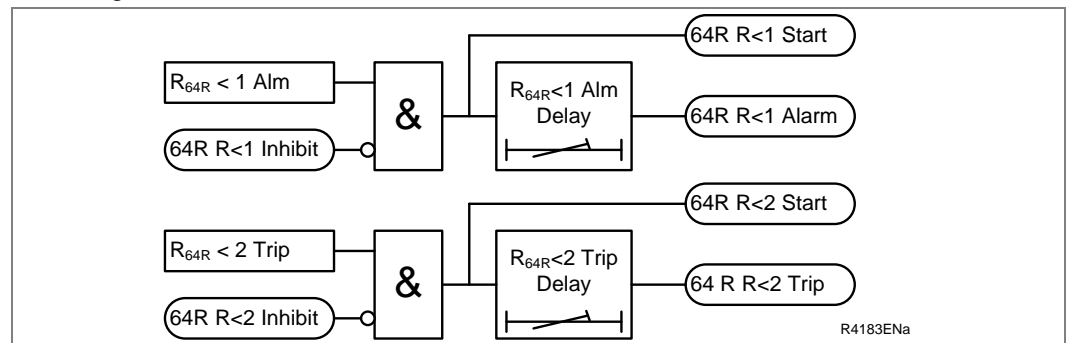 64R R<1 Start
R64R < 1 Alm
&
R64R<1 Alm
Delay
64R R<1 Alarm
64R R<1 Inhibit
64R R<2 Start
R64R < 2 Trip
&
R64R<2 Trip
Delay
64 R R<2 Trip
64R R<2 Inhibit
R4183ENa